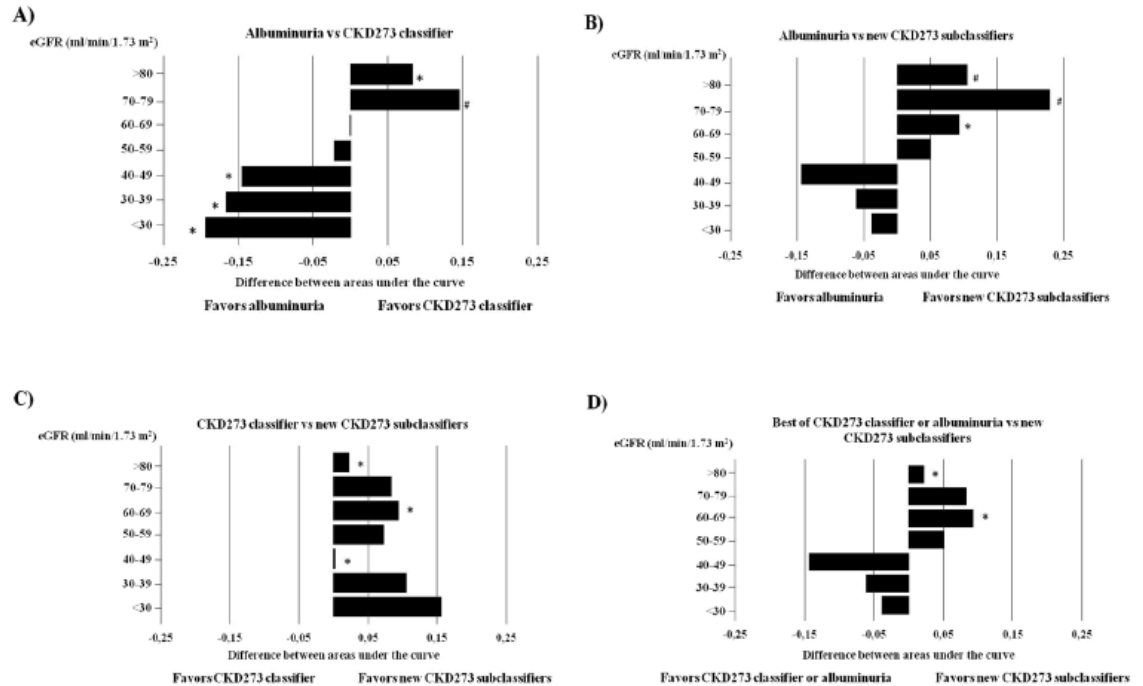 A)
Albuminuria vs CKD273 classifier
eGFR (ml/min/1.73 m²)
>80
*
70-79
#
60-69
50-59
40-49
*
30-39
*
<30
*
-0,25 -0,15 -0,05 0,05 0,15 0,25
Difference between areas under the curve
Favors albuminuria Favors CKD273 classifier
B)
Albuminuria vs new CKD273 subclassifiers
eGFR (ml/min/1.73 m²)
>80
#
70-79
#
60-69
*
50-59
40-49
30-39
<30
-0,25 -0,15 -0,05 0,05 0,15 0,25
Difference between areas under the curve
Favors albuminuria Favors new CKD273 subclassifiers
C)
CKD273 classifier vs new CKD273 subclassifiers
eGFR (ml/min/1.73 m²)
>80
*
70-79
60-69
*
50-59
40-49
*
30-39
<30
-0,25 -0,15 -0,05 0,05 0,15 0,25
Difference between areas under the curve
Favors CKD273 classifier Favors new CKD273 subclassifiers
D)
Best of CKD273 classifier or albuminuria vs new
CKD273 subclassifiers
eGFR (ml/min/1.73 m²)
>80
*
70-79
60-69
*
50-59
40-49
30-39
<30
-0,25 -0,15 -0,05 0,05 0,15 0,25
Difference between areas under the curve
Favors CKD273 classifier or albuminuria Favors new CKD273 subclassifiers